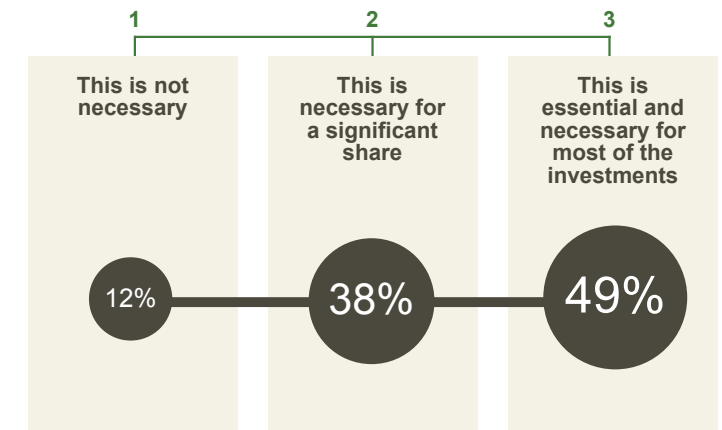 1
2
3
This is not
necessary
This is
necessary for
a significant
share
This is
essential and
necessary for
most of the
investments
12%
38%
49%